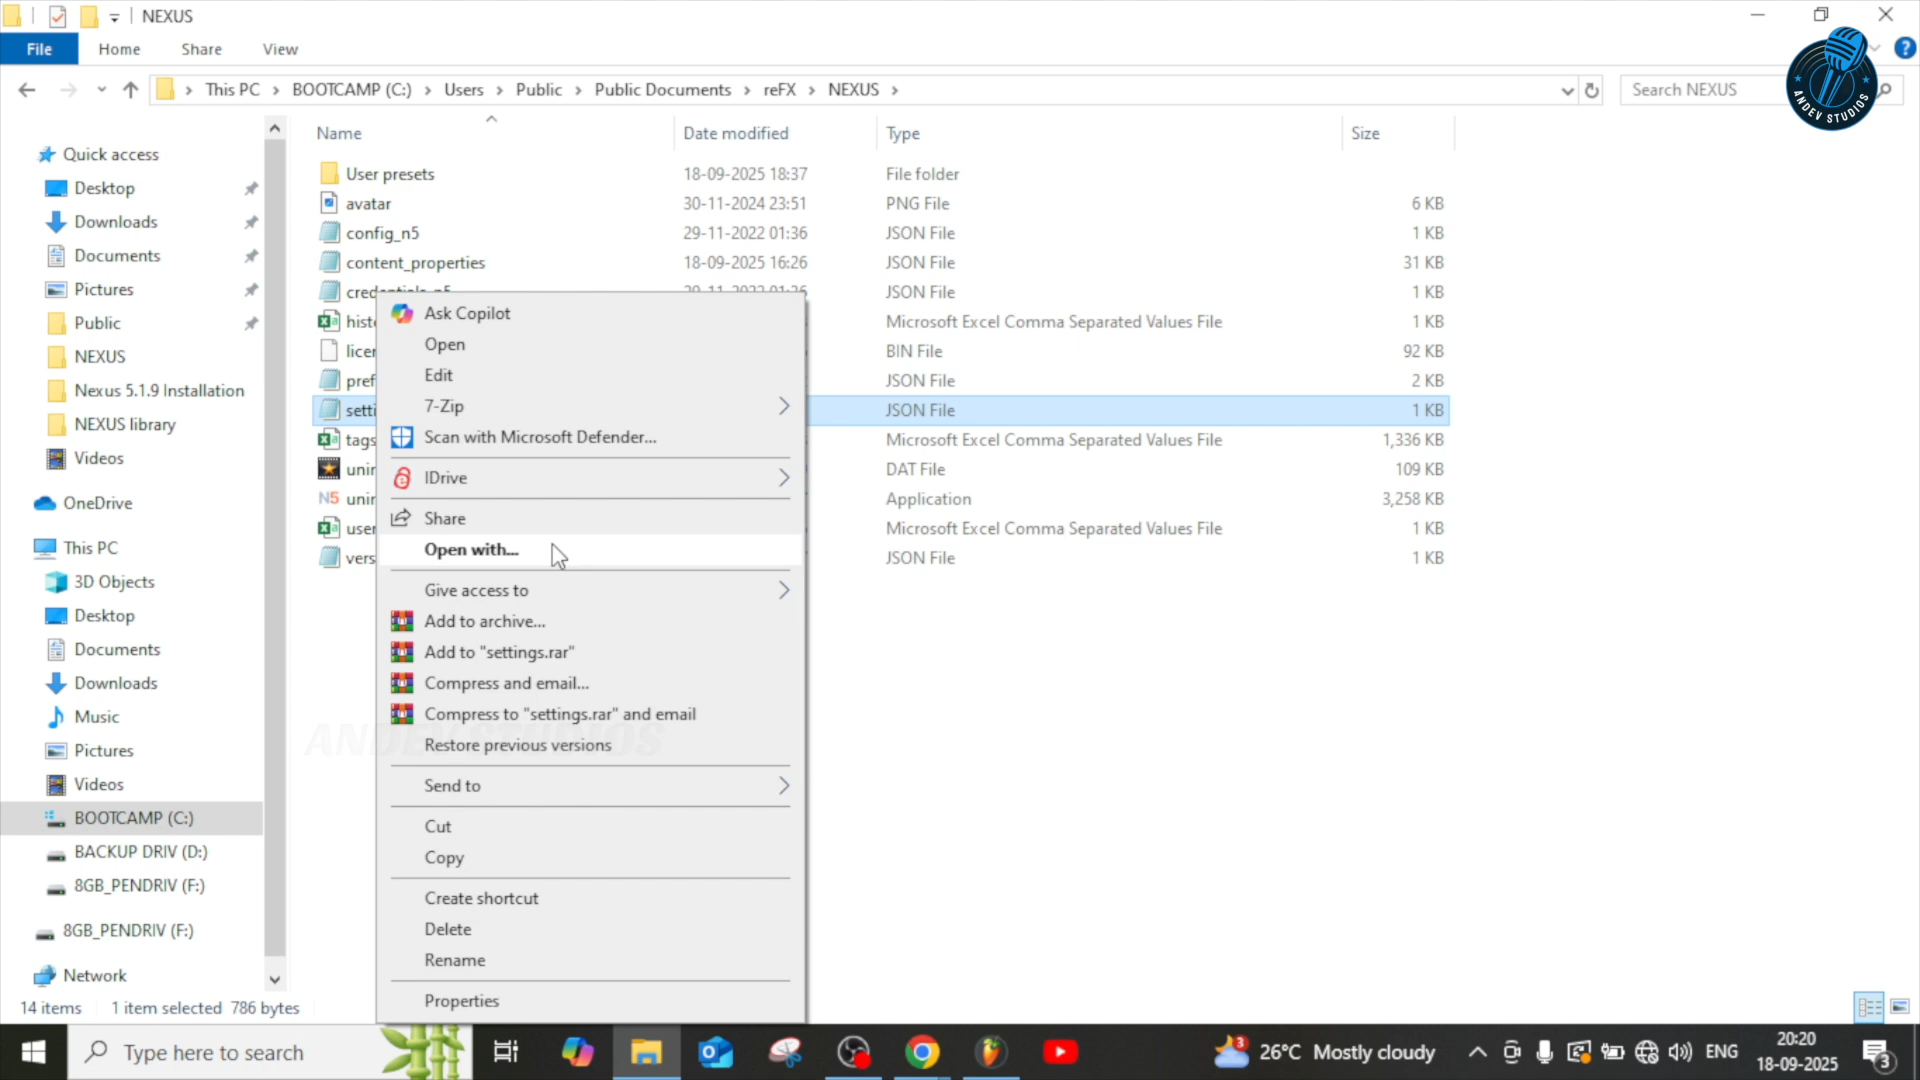 NEXUS
File Home Share View
This PC > BOOTCAMP (C:) > Users > Public > Public Documents > reFX > NEXUS >
Search NEXUS
ANDEV STUDIOS
Name Date modified Type Size
Quick access
Desktop
Downloads
Documents
Pictures
Public
NEXUS
Nexus 5.1.9 Installation
NEXUS library
Videos
OneDrive
This PC
3D Objects
Desktop
Documents
Downloads
Music
Pictures
Videos
BOOTCAMP (C:)
BACKUP DRIV (D:)
8GB_PENDRIV (F:)
8GB_PENDRIV (F:)
Network
User presets 18-09-2025 18:37 File folder
avatar 30-11-2024 23:51 PNG File 6 KB
config_n5 29-11-2022 01:36 JSON File 1 KB
content_properties 18-09-2025 16:26 JSON File 31 KB
JSON File 1 KB
hist Microsoft Excel Comma Separated Values File 1 KB
licer BIN File 92 KB
pref JSON File 2 KB
setti JSON File 1 KB
tags Microsoft Excel Comma Separated Values File 1,336 KB
unin DAT File 109 KB
N5 unin Application 3,258 KB
user Microsoft Excel Comma Separated Values File 1 KB
vers JSON File 1 KB
Ask Copilot
Open
Edit
7-Zip
Scan with Microsoft Defender...
IDrive
Share
Open with...
Give access to
Add to archive...
Add to "settings.rar"
Compress and email...
Compress to "settings.rar" and email
ANDEV STUDIOS
Restore previous versions
Send to
Cut
Copy
Create shortcut
Delete
Rename
Properties
14 items 1 item selected 786 bytes
Type here to search
3
26°C Mostly cloudy
ENG
20:20
18-09-2025
3